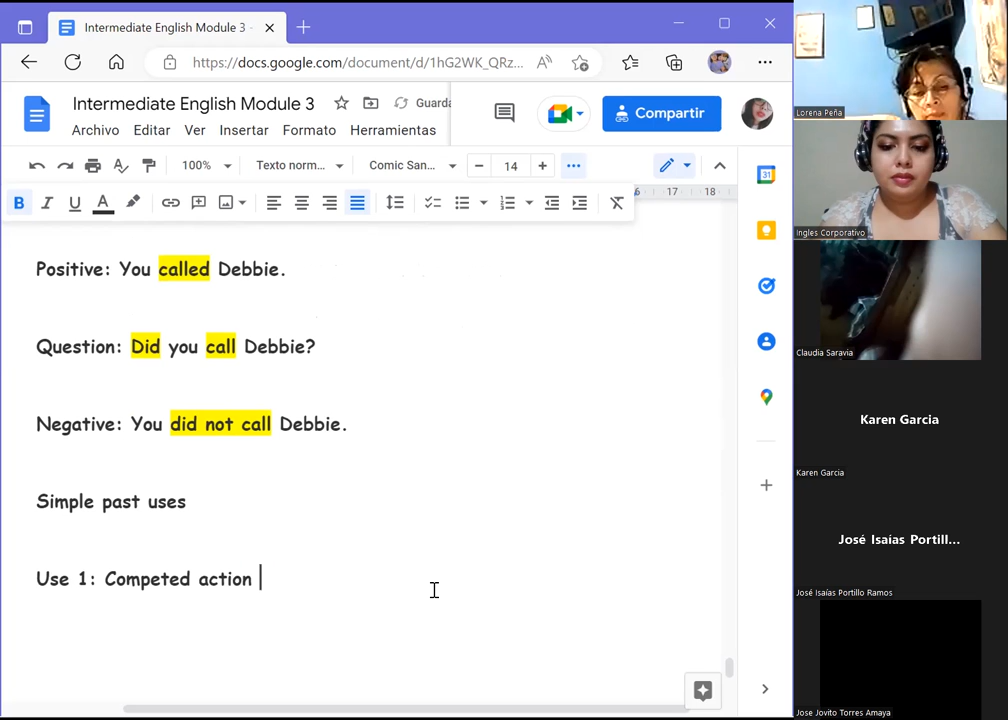 Intermediate English Module 3 -
https://docs.google.com/document/d/1hG2WK_QRz...
Intermediate English Module 3
Guarda
Archivo Editar Ver Insertar Formato Herramientas
Compartir
100% Texto norm... Comic San... 14
17 18
Positive: You called Debbie.
Question: Did you call Debbie?
Negative: You did not call Debbie.
Simple past uses
Use 1: Competed action
Lorena Peña
Ingles Corporativo
Claudia Saravia
Karen Garcia
Karen Garcia
José Isaías Portill...
José Isaías Portillo Ramos
Jose Jovito Torres Amaya